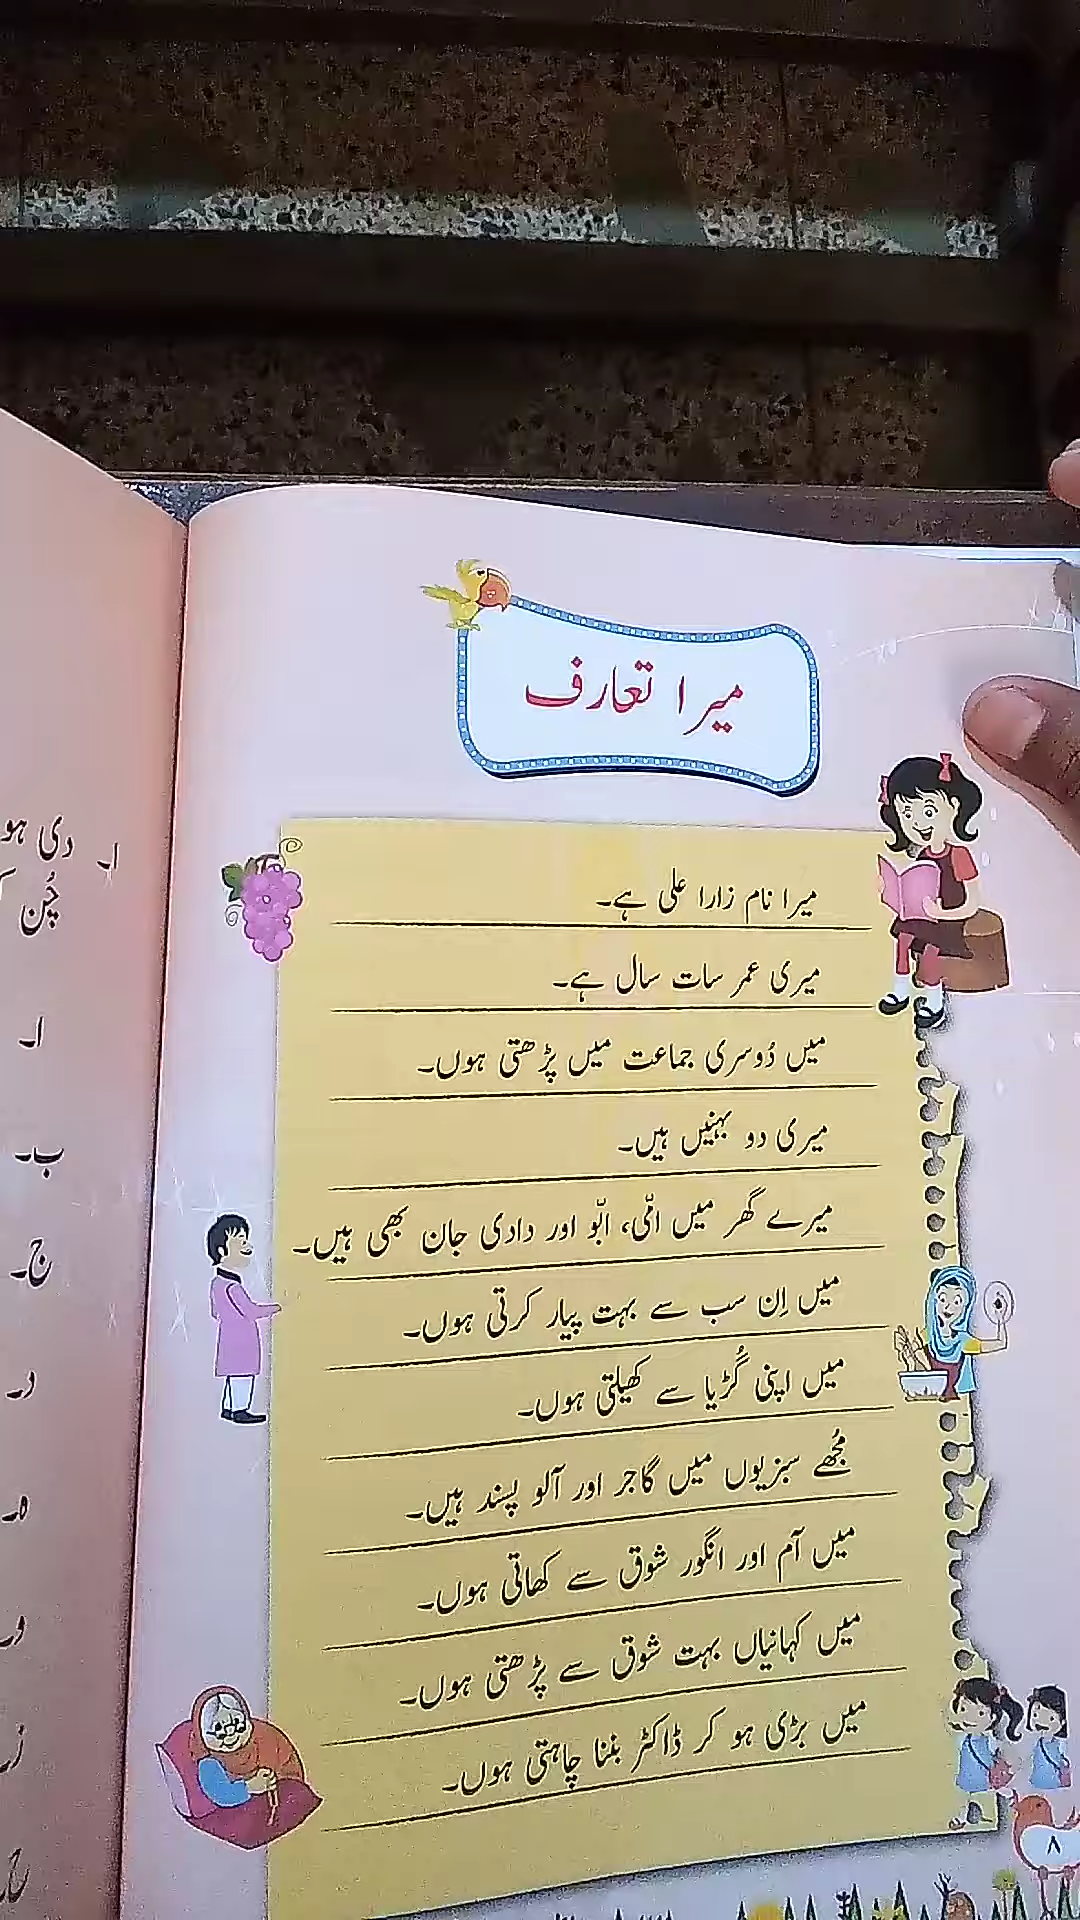 میرا تعارف
میرا نام زارا علی ہے۔
میری عمر سات سال ہے۔
میں دُوسری جماعت میں پڑھتی ہوں۔
میری دو بہنیں ہیں۔
میرے گھر میں امّی، ابّو اور دادی جان بھی ہیں۔
میں اِن سب سے بہت پیار کرتی ہوں۔
میں اپنی گُڑیا سے کھیلتی ہوں۔
مُجھے سبزیوں میں گاجر اور آلو پسند ہیں۔
میں آم اور انگور شوق سے کھاتی ہوں۔
میں کہانیاں بہت شوق سے پڑھتی ہوں۔
میں بڑی ہو کر ڈاکٹر بننا چاہتی ہوں۔
۸
ا۔ دی ہو
چُن
ا۔
ب۔
ج۔
د۔
ہ۔
و۔